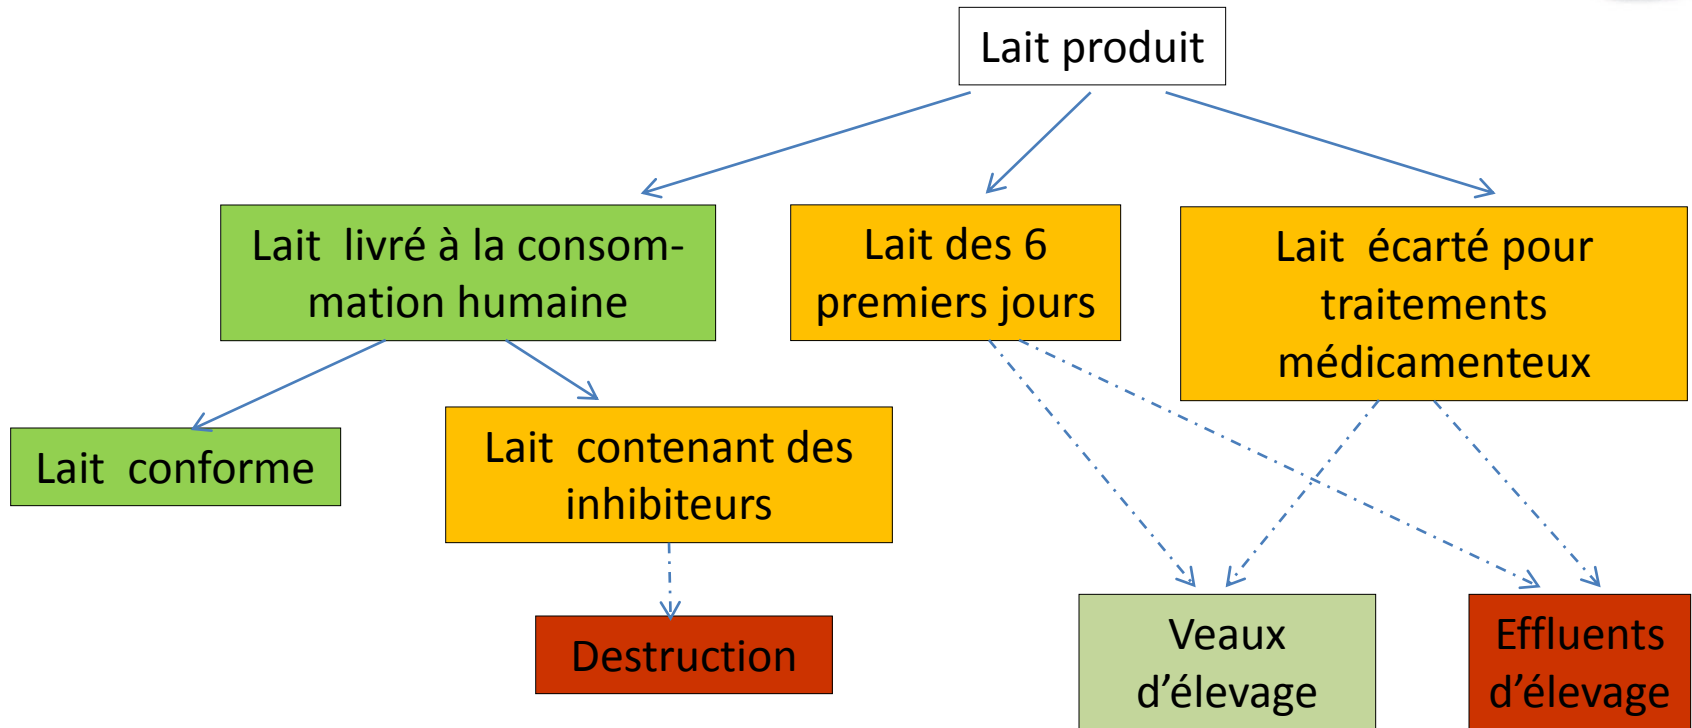 Lait produit
Lait livré à la consom-
mation humaine
Lait des 6
premiers jours
Lait écarté pour
traitements
médicamenteux
Lait conforme
Lait contenant des
inhibiteurs
Destruction
Veaux
d’élevage
Effluents
d’élevage